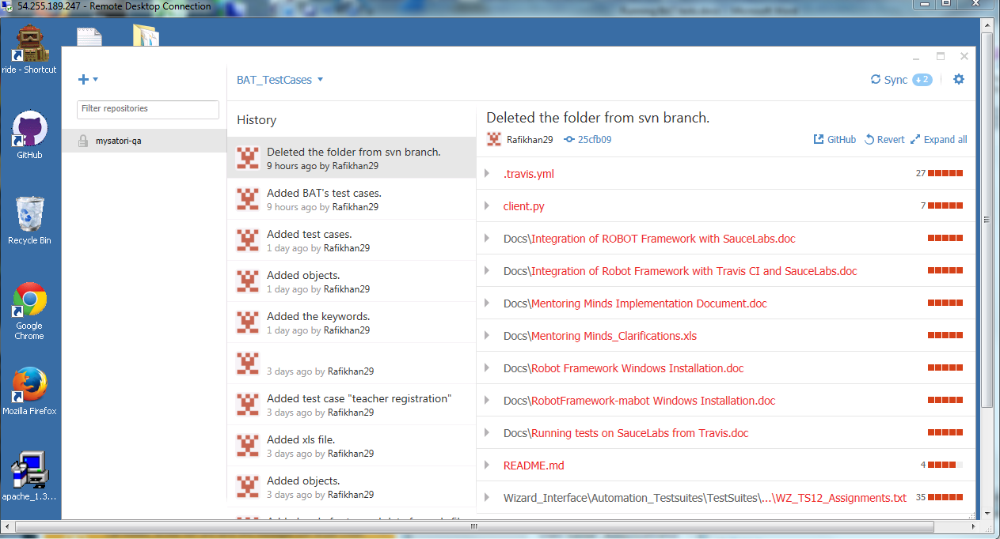 54.255.189.247 - Remote Desktop Connection
ride - Shortcut
GitHub
Recycle Bin
Google
Chrome
Mozilla Firefox
apache_1.3...
BAT_TestCases
Sync 2
Filter repositories
mysatori-qa
History
Deleted the folder from svn branch.
9 hours ago by Rafikhan29
Added BAT's test cases.
9 hours ago by Rafikhan29
Added test cases.
1 day ago by Rafikhan29
Added objects.
1 day ago by Rafikhan29
Added the keywords.
1 day ago by Rafikhan29
3 days ago by Rafikhan29
Added test case "teacher registration"
3 days ago by Rafikhan29
Added xls file.
3 days ago by Rafikhan29
Added objects.
3 days ago by Rafikhan29
Deleted the folder from svn branch.
Rafikhan29 25cfb09 GitHub Revert Expand all
.travis.yml 27
client.py 7
Docs\Integration of ROBOT Framework with SauceLabs.doc
Docs\Integration of Robot Framework with Travis CI and SauceLabs.doc
Docs\Mentoring Minds Implementation Document.doc
Docs\Mentoring Minds_Clarifications.xls
Docs\Robot Framework Windows Installation.doc
Docs\RobotFramework-mabot Windows Installation.doc
Docs\Running tests on SauceLabs from Travis.doc
README.md 4
Wizard_Interface\Automation_Testsuites\TestSuites\...\WZ_TS12_Assignments.txt 35